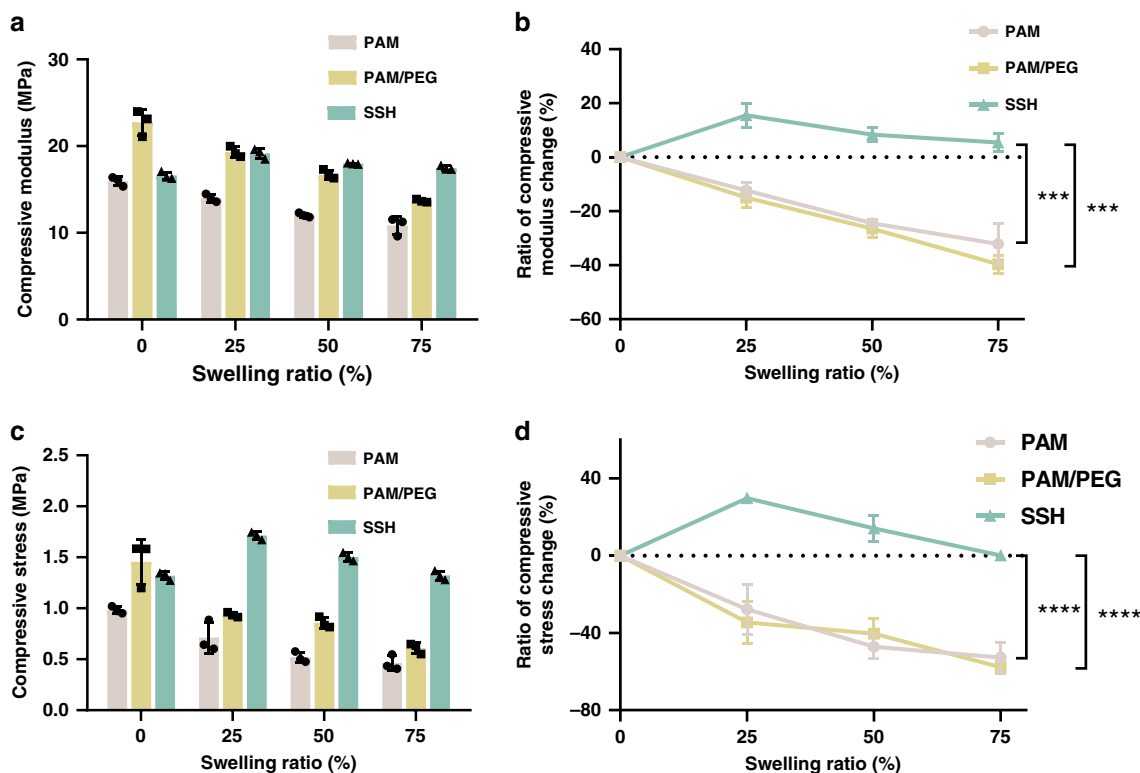 a
PAM
PAM/PEG
SSH
Compressive modulus (MPa)
30
20
10
0
0 25 50 75
Swelling ratio (%)
b
PAM
PAM/PEG
SSH
Ratio of compressive
modulus change (%)
40
20
0
−20
−40
−60
*** ***
0 25 50 75
Swelling ratio (%)
c
PAM
PAM/PEG
SSH
Compressive stress (MPa)
2.5
2.0
1.5
1.0
0.5
0.0
0 25 50 75
Swelling ratio (%)
d
PAM
PAM/PEG
SSH
Ratio of compressive
stress change (%)
40
0
−40
−80
**** ****
0 25 50 75
Swelling ratio (%)